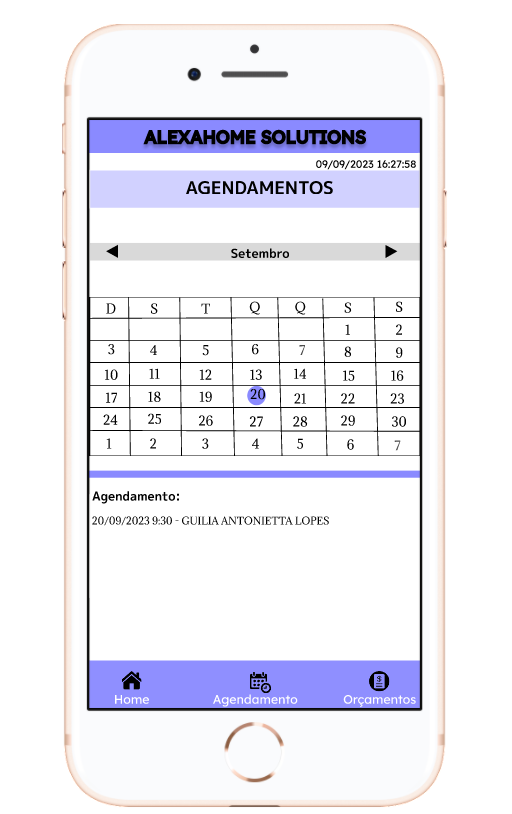 ALEXAHOME SOLUTIONS
09/09/2023 16:27:58
AGENDAMENTOS
Setembro
D S T Q Q S S
1 2
3 4 5 6 7 8 9
10 11 12 13 14 15 16
17 18 19 20 21 22 23
24 25 26 27 28 29 30
1 2 3 4 5 6 7
Agendamento:
20/09/2023 9:30 - GUILIA ANTONIETTA LOPES
Home Agendamento Orçamentos